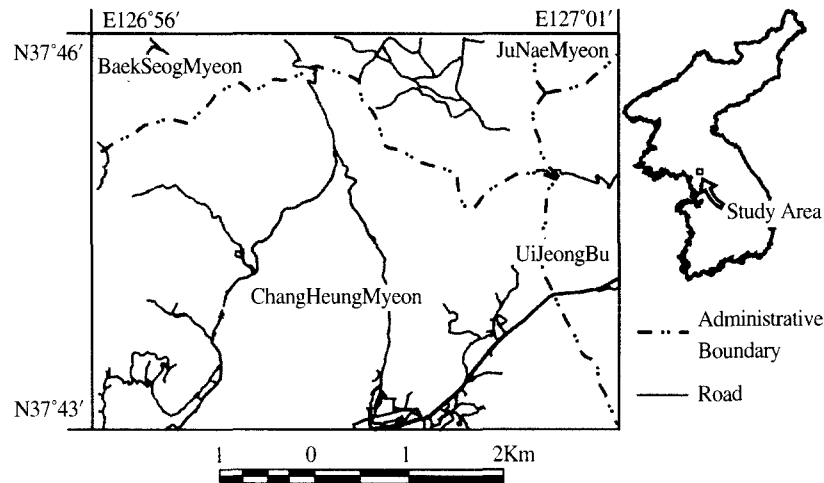 E126°56′
E127°01′
N37°46′
BaekSeogMyeon
JuNaeMyeon
Study Area
UiJeongBu
ChangHeungMyeon
Administrative
Boundary
Road
N37°43′
1 0 1 2Km